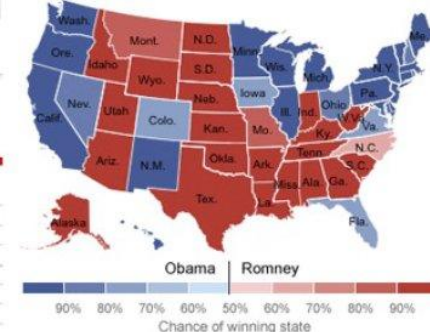 Wash.
Mont.
N.D.
Minn.
Me.
Ore.
Idaho
S.D.
Wis.
Mich.
N.Y.
Wyo.
Neb.
Iowa
Pa.
Nev.
Utah
Colo.
Ill.
Ind.
Ohio
Calif.
Kan.
Mo.
Ky.
W.Va.
Va.
Ariz.
N.M.
Okla.
Ark.
Tenn.
N.C.
S.C.
Tex.
La.
Miss.
Ala.
Ga.
Alaska
Fla.
Obama | Romney
90% 80% 70% 60% 50% 60% 70% 80% 90%
Chance of winning state